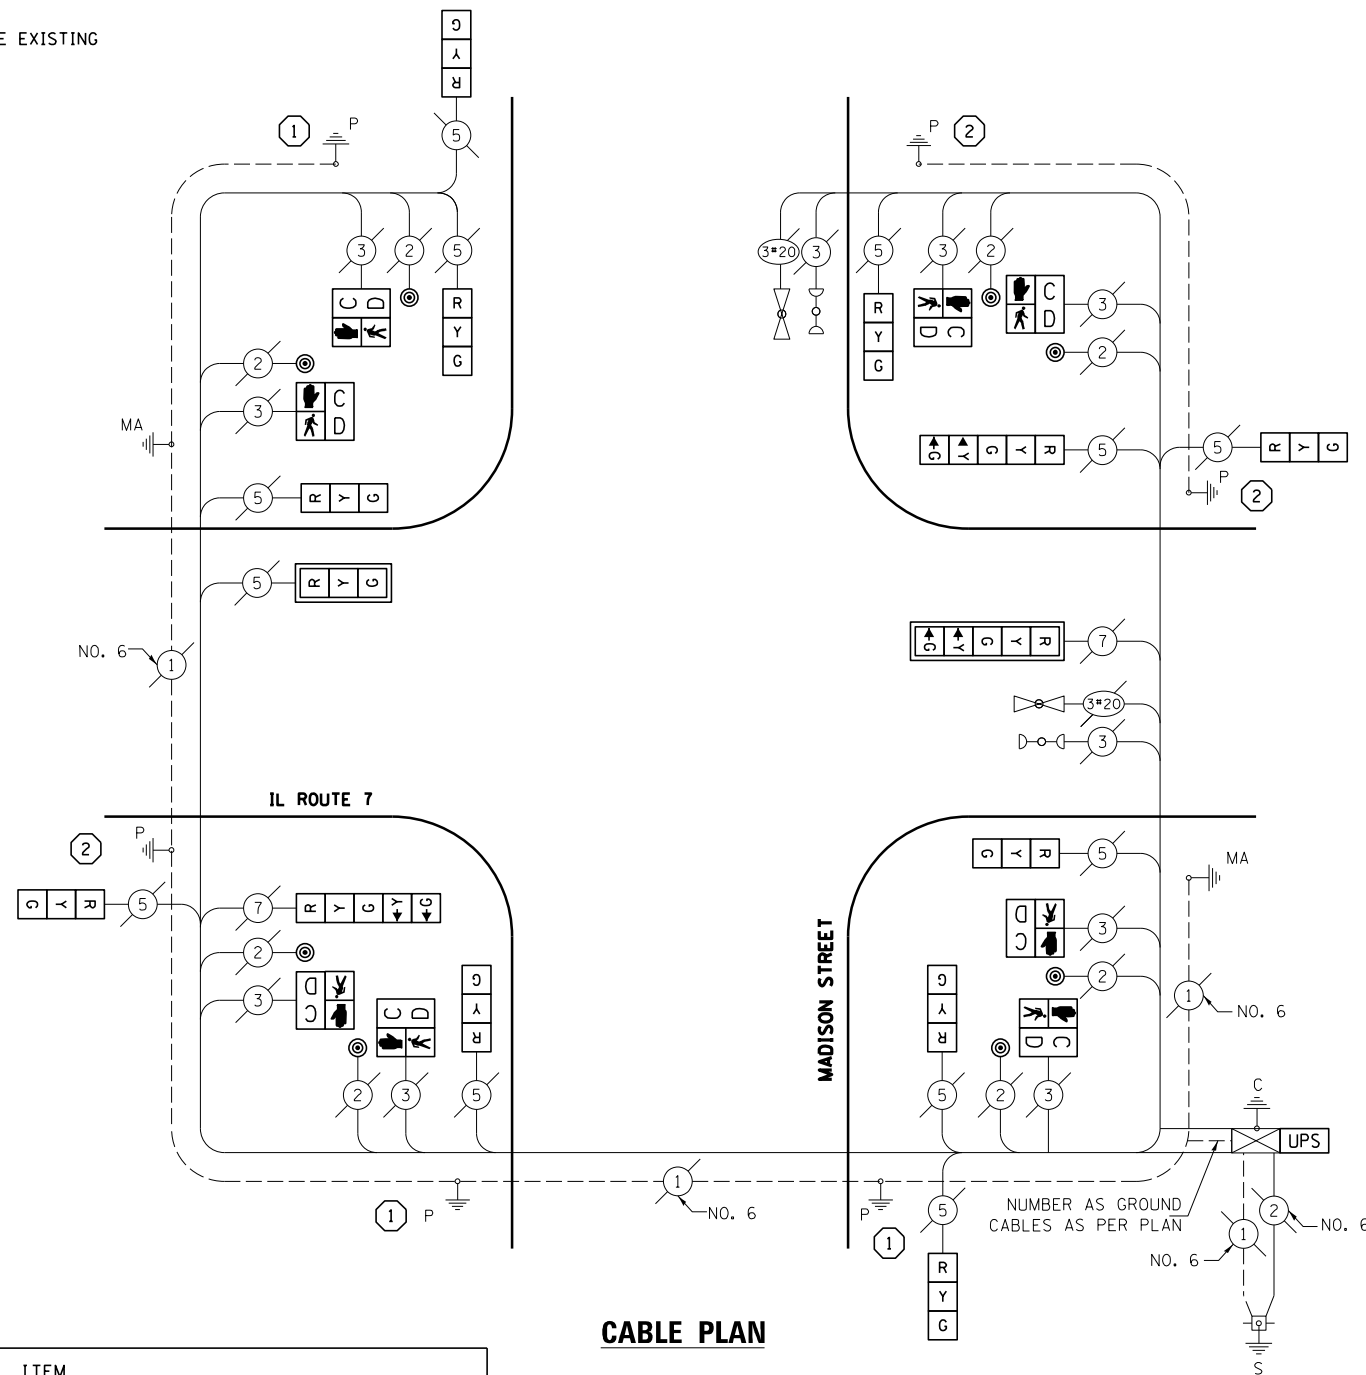 E EXISTING
G
Y
R
1
P
5
P
2
3
2
5
3#20
3
5
3
2
C D
R
Y
G
R
Y
G
D C
C
D
3
2
2
3
C
D
MA
G Y G Y R
5
5
R Y G
P
2
5
R Y G
5
R Y G
G Y G Y R
7
NO. 6
1
3#20
3
IL ROUTE 7
2
P
G Y R
5
MA
G Y R
5
7
R Y G Y G
D
C
3
2
2
3
D
C
C D
G
Y
R
MADISON STREET
G
Y
R
D C
1
NO. 6
2
3
5
5
2
3
C
UPS
1
NO. 6
1
P
P
1
5
NUMBER AS GROUND
CABLES AS PER PLAN
2
NO. 6
1
NO. 6
R
Y
G
CABLE PLAN
S
ITEM